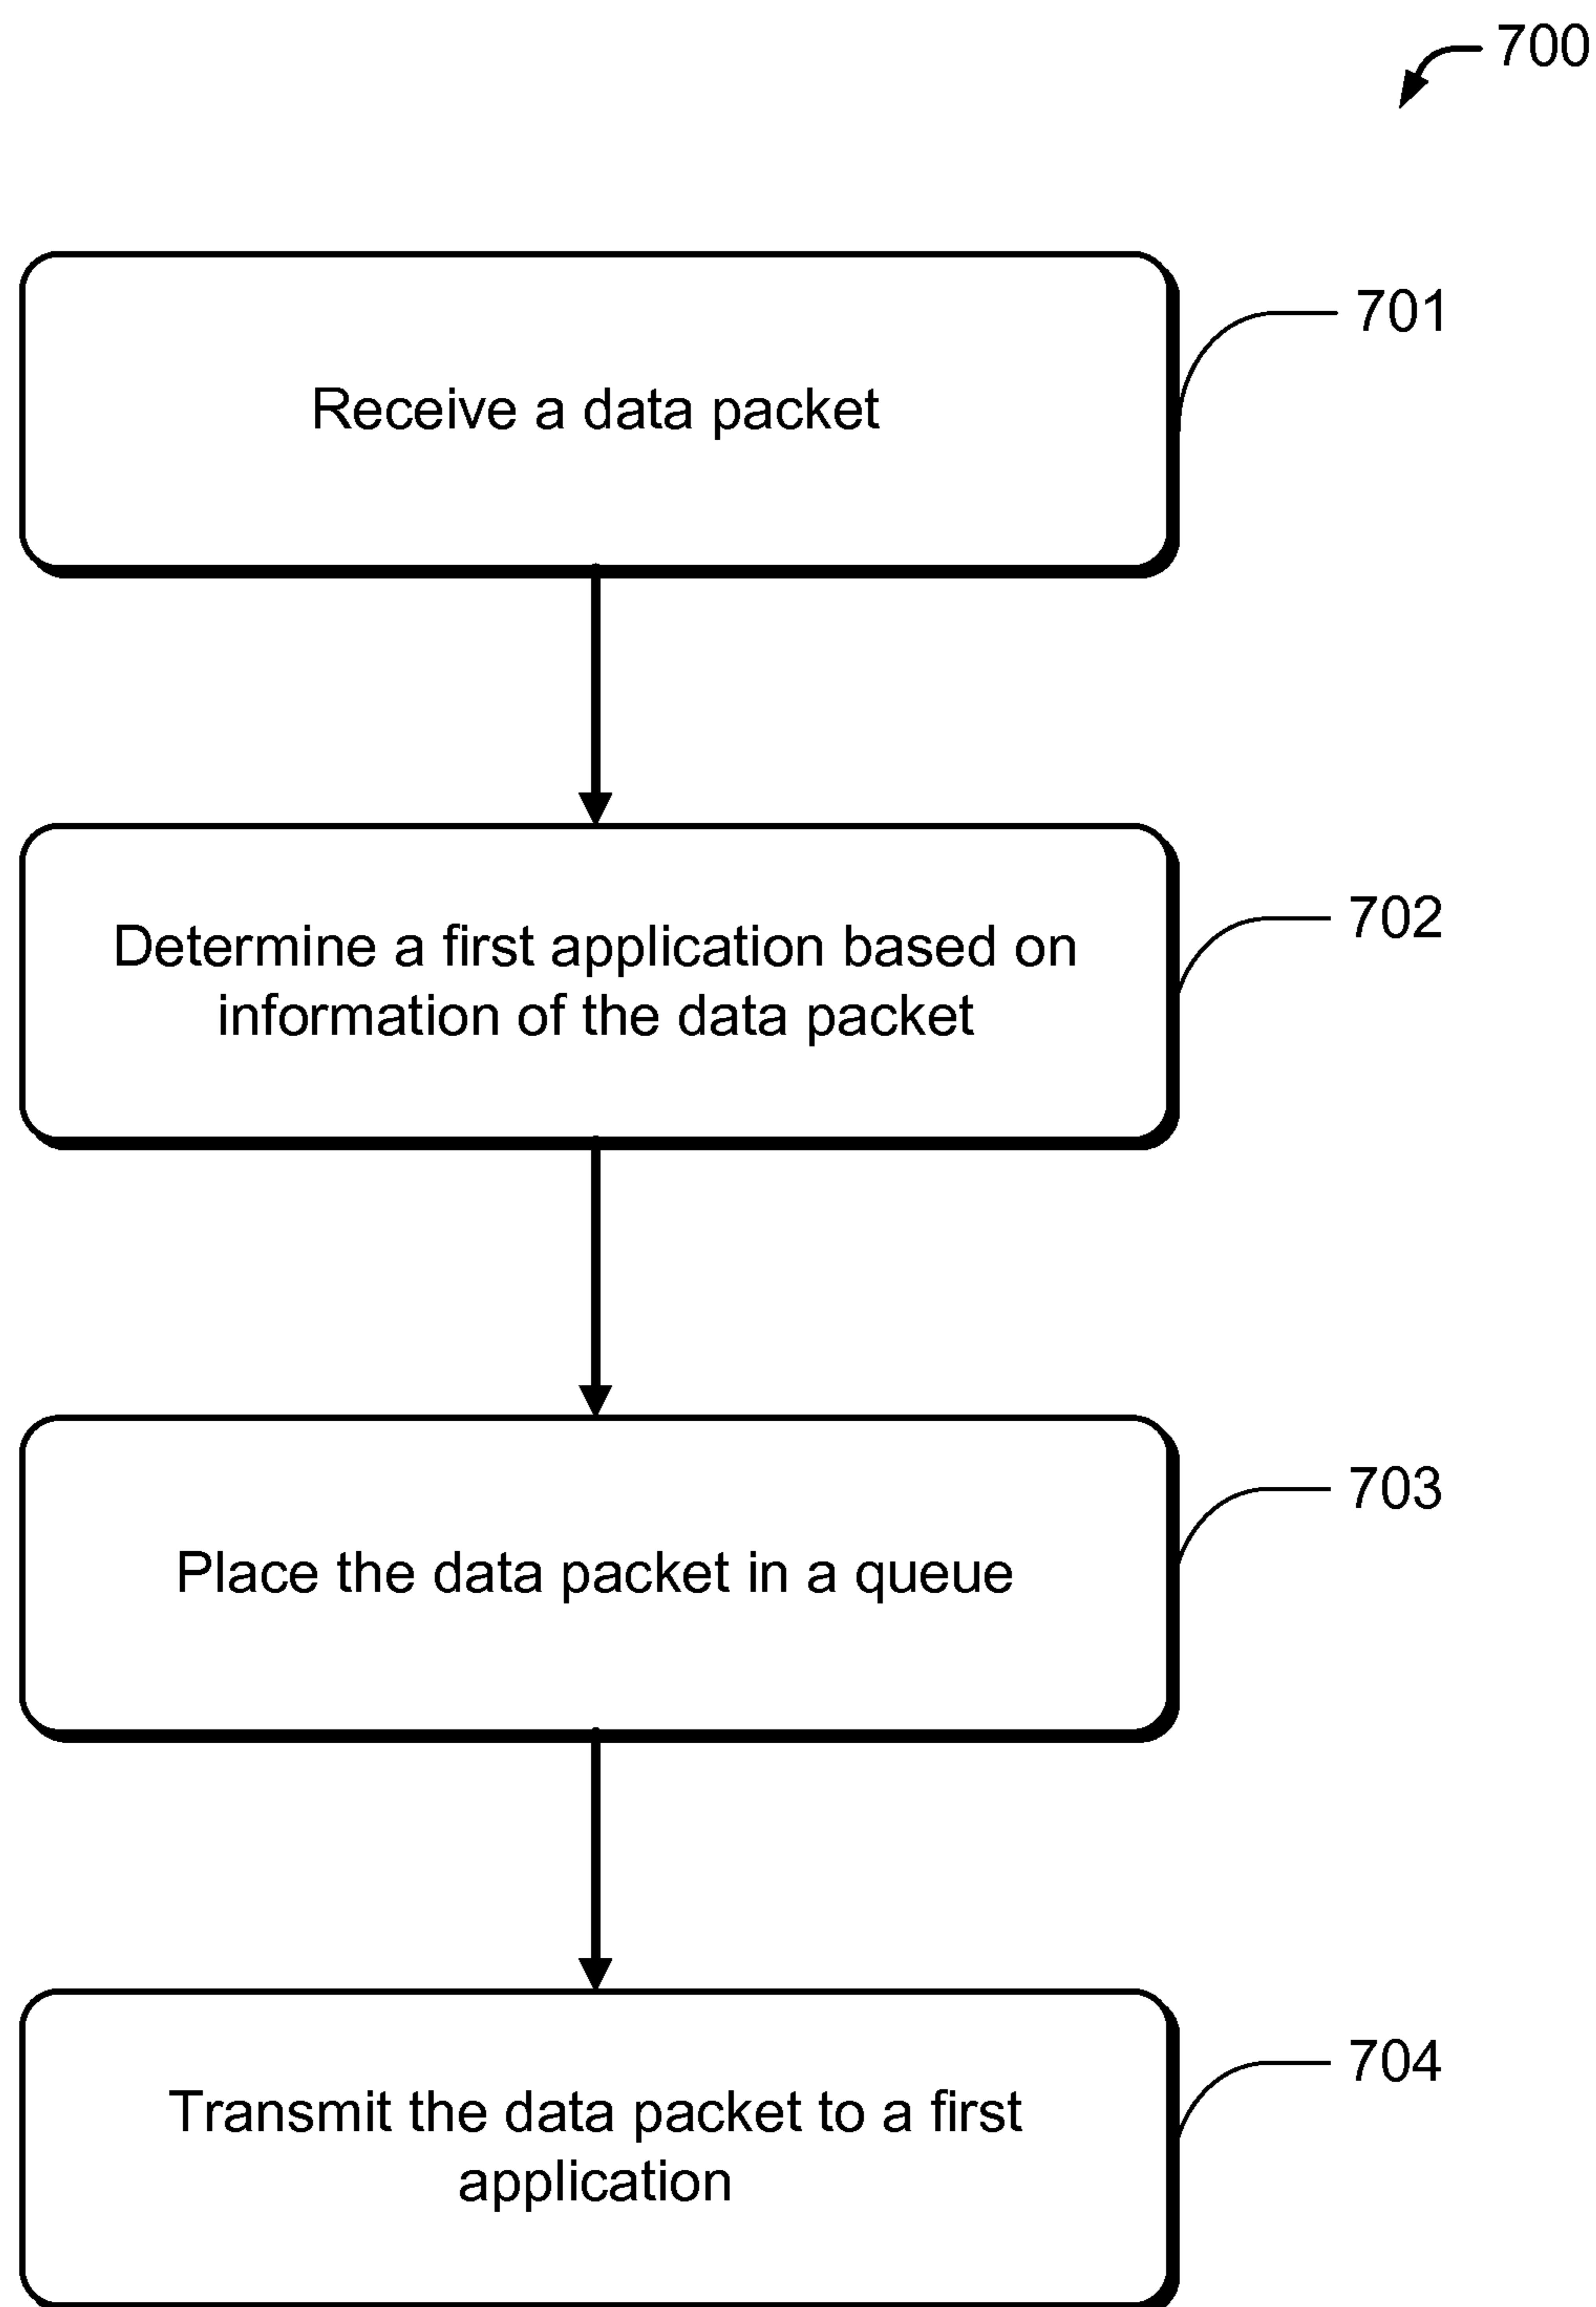 700
701
Receive a data packet
702
Determine a first application based on
information of the data packet
703
Place the data packet in a queue
704
Transmit the data packet to a first
application